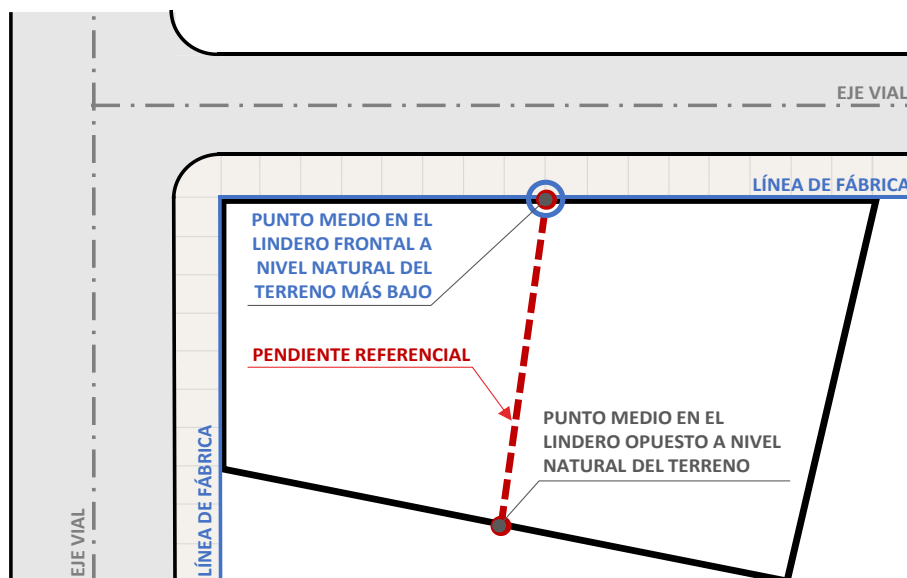 EJE VIAL
LÍNEA DE FÁBRICA
PUNTO MEDIO EN EL
LINDERO FRONTAL A
NIVEL NATURAL DEL
TERRENO MÁS BAJO
PENDIENTE REFERENCIAL
PUNTO MEDIO EN EL
LINDERO OPUESTO A NIVEL
NATURAL DEL TERRENO
LÍNEA DE FÁBRICA
EJE VIAL